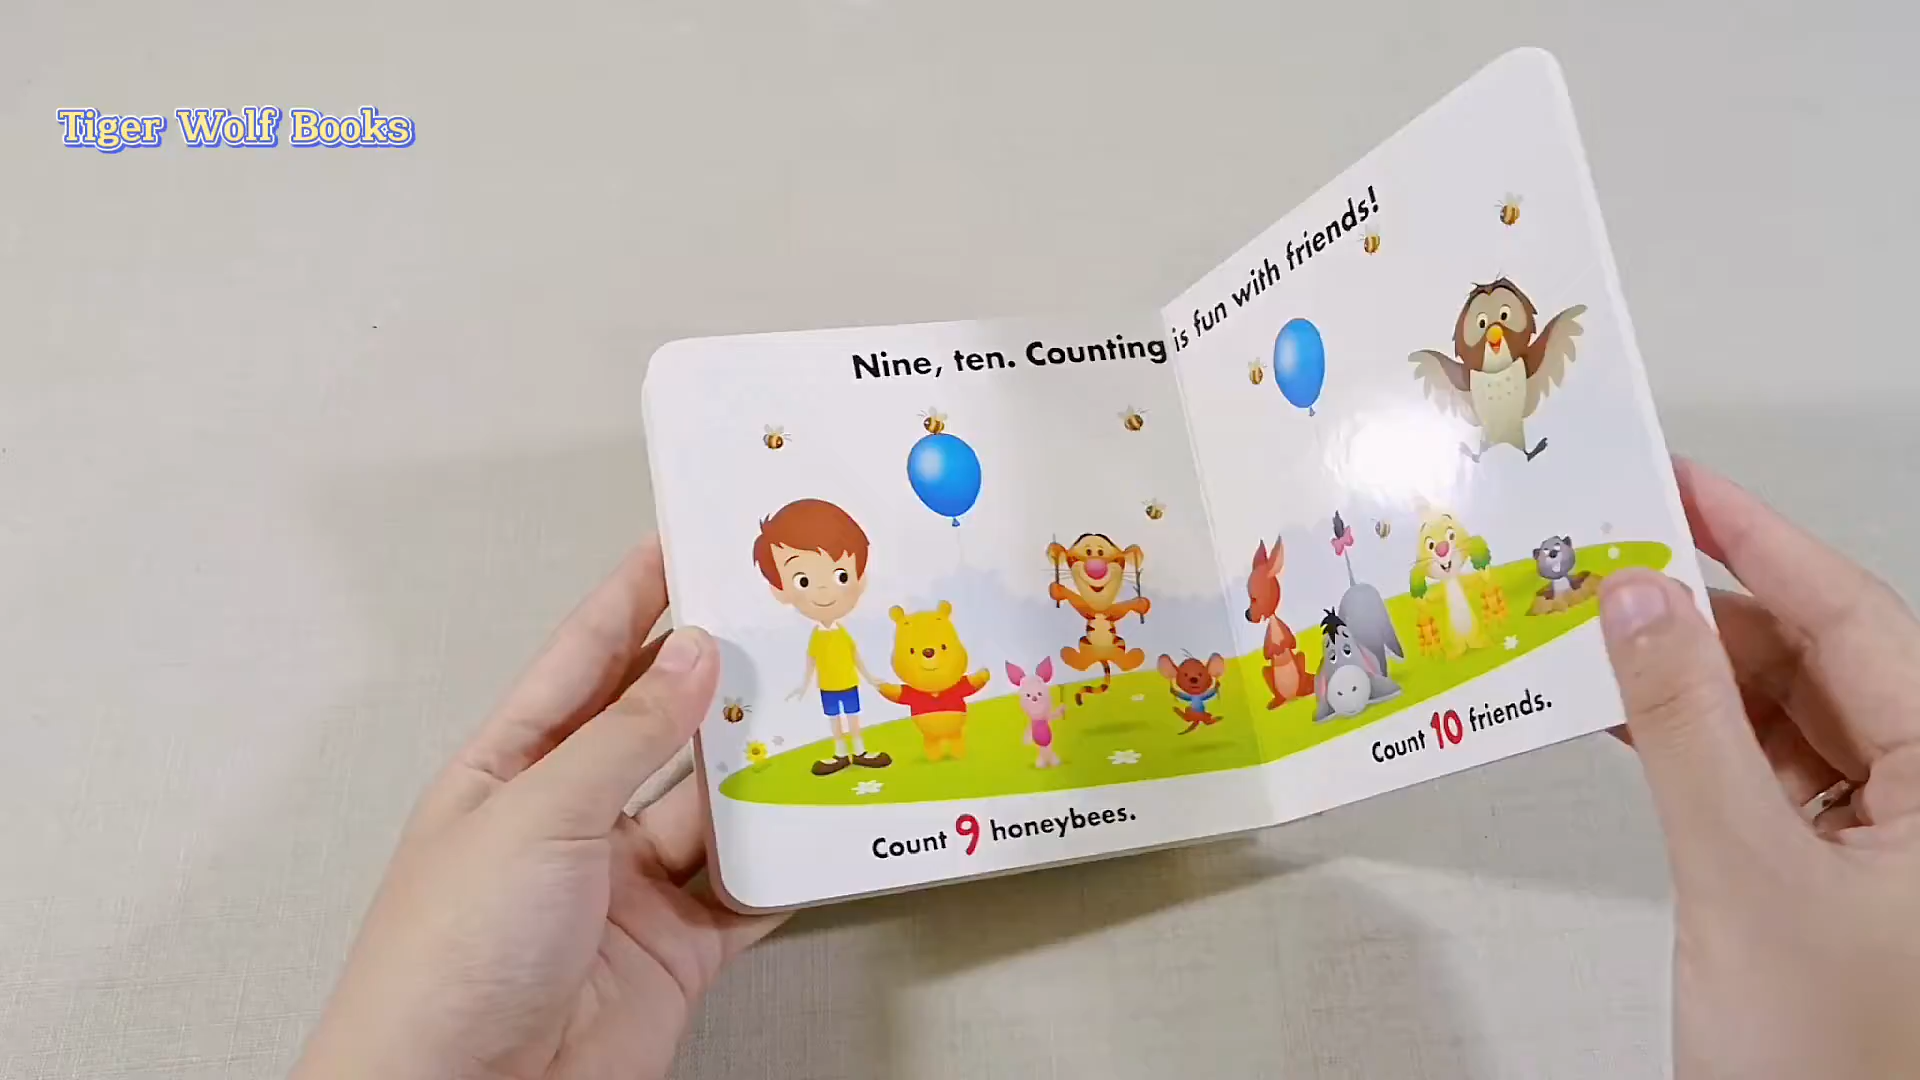 Tiger Wolf Books
Nine, ten. Counting is fun with friends!
Count 9 honeybees.
Count 10 friends.